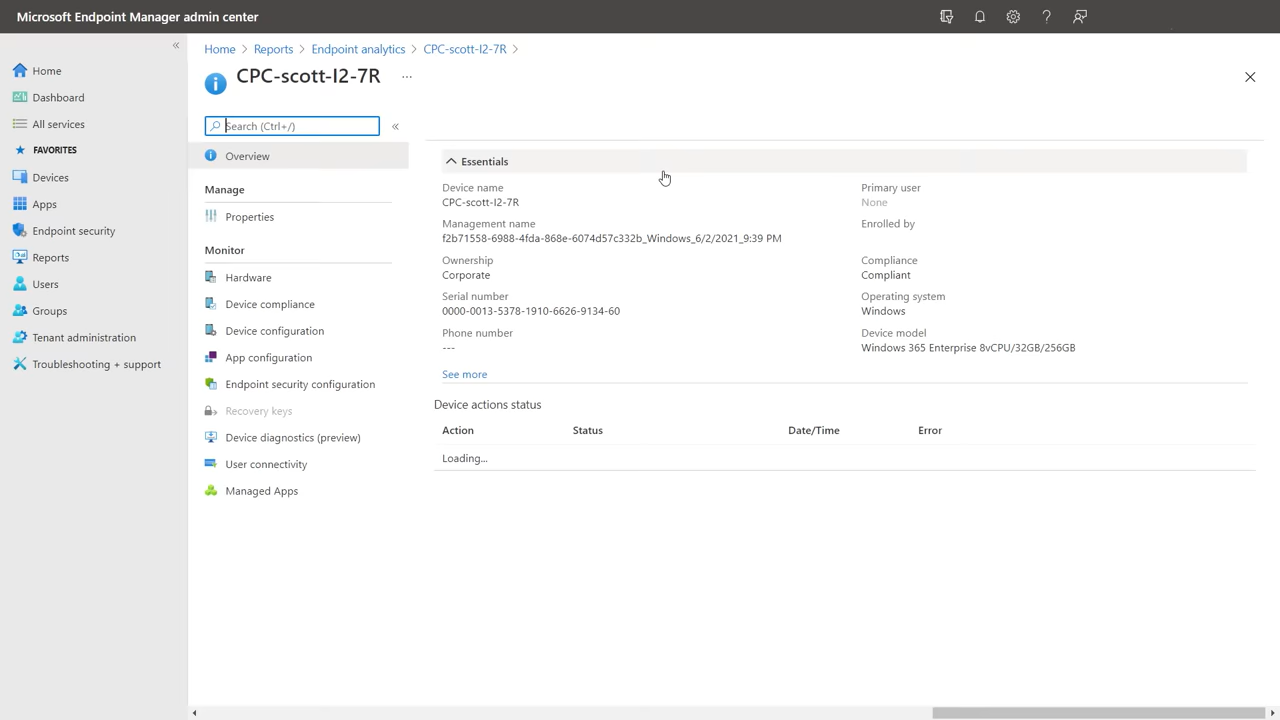 Microsoft Endpoint Manager admin center
Home > Reports > Endpoint analytics > CPC-scott-I2-7R >
CPC-scott-I2-7R
...
Search (Ctrl+/)
Home
Dashboard
All services
FAVORITES
Devices
Apps
Endpoint security
Reports
Users
Groups
Tenant administration
Troubleshooting + support
Overview
Manage
Properties
Monitor
Hardware
Device compliance
Device configuration
App configuration
Endpoint security configuration
Recovery keys
Device diagnostics (preview)
User connectivity
Managed Apps
Essentials
Device name
CPC-scott-I2-7R
Management name
f2b71558-6988-4fda-868e-6074d57c332b_Windows_6/2/2021_9:39 PM
Ownership
Corporate
Serial number
0000-0013-5378-1910-6626-9134-60
Phone number
---
Primary user
None
Enrolled by
Compliance
Compliant
Operating system
Windows
Device model
Windows 365 Enterprise 8vCPU/32GB/256GB
See more
Device actions status
Action Status Date/Time Error
Loading...